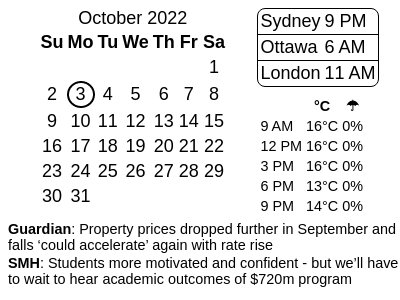 October 2022
Su Mo Tu We Th Fr Sa
1
2 3 4 5 6 7 8
9 10 11 12 13 14 15
16 17 18 19 20 21 22
23 24 25 26 27 28 29
30 31
Sydney 9 PM
Ottawa 6 AM
London 11 AM
°C ☂
9 AM 16°C 0%
12 PM 16°C 0%
3 PM 16°C 0%
6 PM 13°C 0%
9 PM 14°C 0%
Guardian: Property prices dropped further in September and
falls ‘could accelerate’ again with rate rise
SMH: Students more motivated and confident - but we’ll have
to wait to hear academic outcomes of $720m program